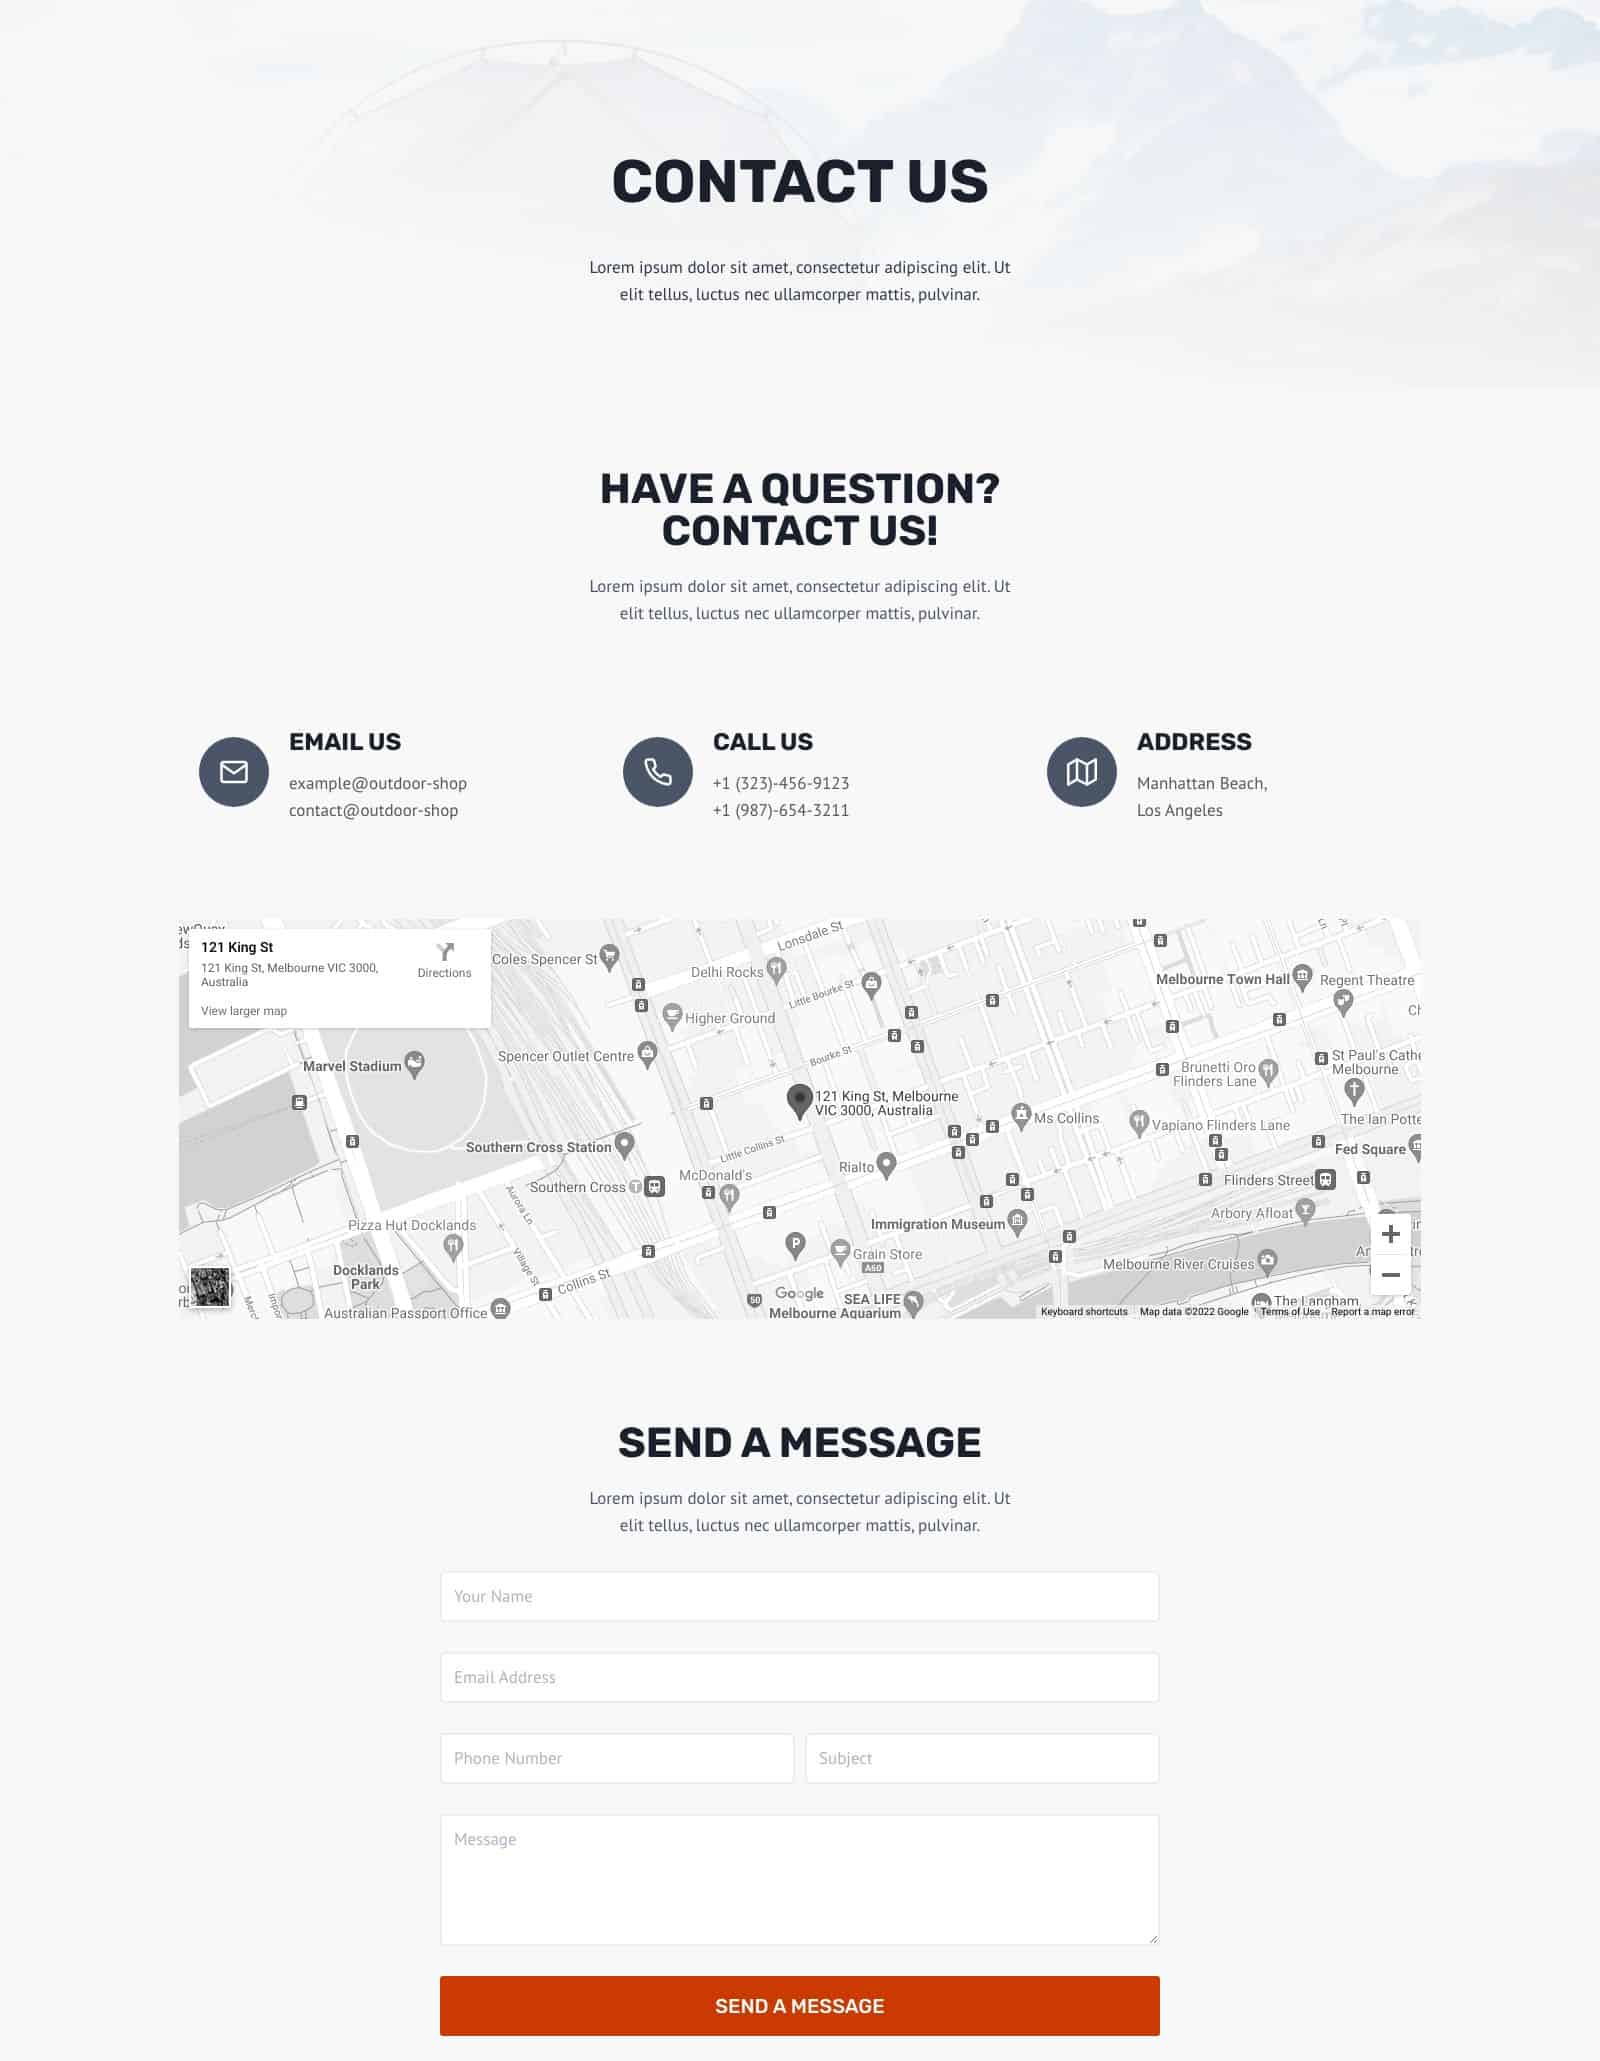 CONTACT US
Lorem ipsum dolor sit amet, consectetur adipiscing elit. Ut
elit tellus, luctus nec ullamcorper mattis, pulvinar.
HAVE A QUESTION?
CONTACT US!
Lorem ipsum dolor sit amet, consectetur adipiscing elit. Ut
elit tellus, luctus nec ullamcorper mattis, pulvinar.
EMAIL US
example@outdoor-shop
contact@outdoor-shop
CALL US
+1 (323)-456-9123
+1 (987)-654-3211
ADDRESS
Manhattan Beach,
Los Angeles
121 King St
121 King St, Melbourne VIC 3000,
Australia
Directions
View larger map
Coles Spencer St
Lonsdale St
Delhi Rocks
Little Bourke St
Melbourne Town Hall
Regent Theatre
Higher Ground
Spencer Outlet Centre
Bourke St
Marvel Stadium
Brunetti Oro
Flinders Lane
St Paul's Cathe
Melbourne
121 King St, Melbourne
VIC 3000, Australia
Ms Collins
Vapiano Flinders Lane
The Ian Potte
Southern Cross Station
Little Collins St
Fed Square
Rialto
McDonald's
Southern Cross
Flinders Street
Aurora Ln
Arbory Afloat
Pizza Hut Docklands
Immigration Museum
P
Grain Store
A60
Village St
Docklands
Park
Collins St
Melbourne River Cruises
Google
50
SEA LIFE
Melbourne Aquarium
The Langham
Australian Passport Office
Keyboard shortcuts
Map data ©2022 Google
Terms of Use
Report a map error
SEND A MESSAGE
Lorem ipsum dolor sit amet, consectetur adipiscing elit. Ut
elit tellus, luctus nec ullamcorper mattis, pulvinar.
Your Name
Email Address
Phone Number
Subject
Message
SEND A MESSAGE